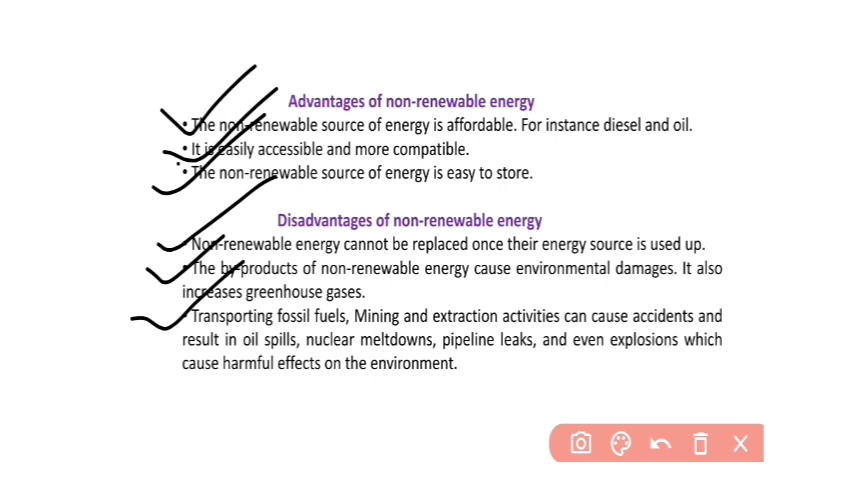 Advantages of non-renewable energy
• The non-renewable source of energy is affordable. For instance diesel and oil.
• It is easily accessible and more compatible.
• The non-renewable source of energy is easy to store.
Disadvantages of non-renewable energy
• Non-renewable energy cannot be replaced once their energy source is used up.
• The by-products of non-renewable energy cause environmental damages. It also
increases greenhouse gases.
• Transporting fossil fuels, Mining and extraction activities can cause accidents and
result in oil spills, nuclear meltdowns, pipeline leaks, and even explosions which
cause harmful effects on the environment.